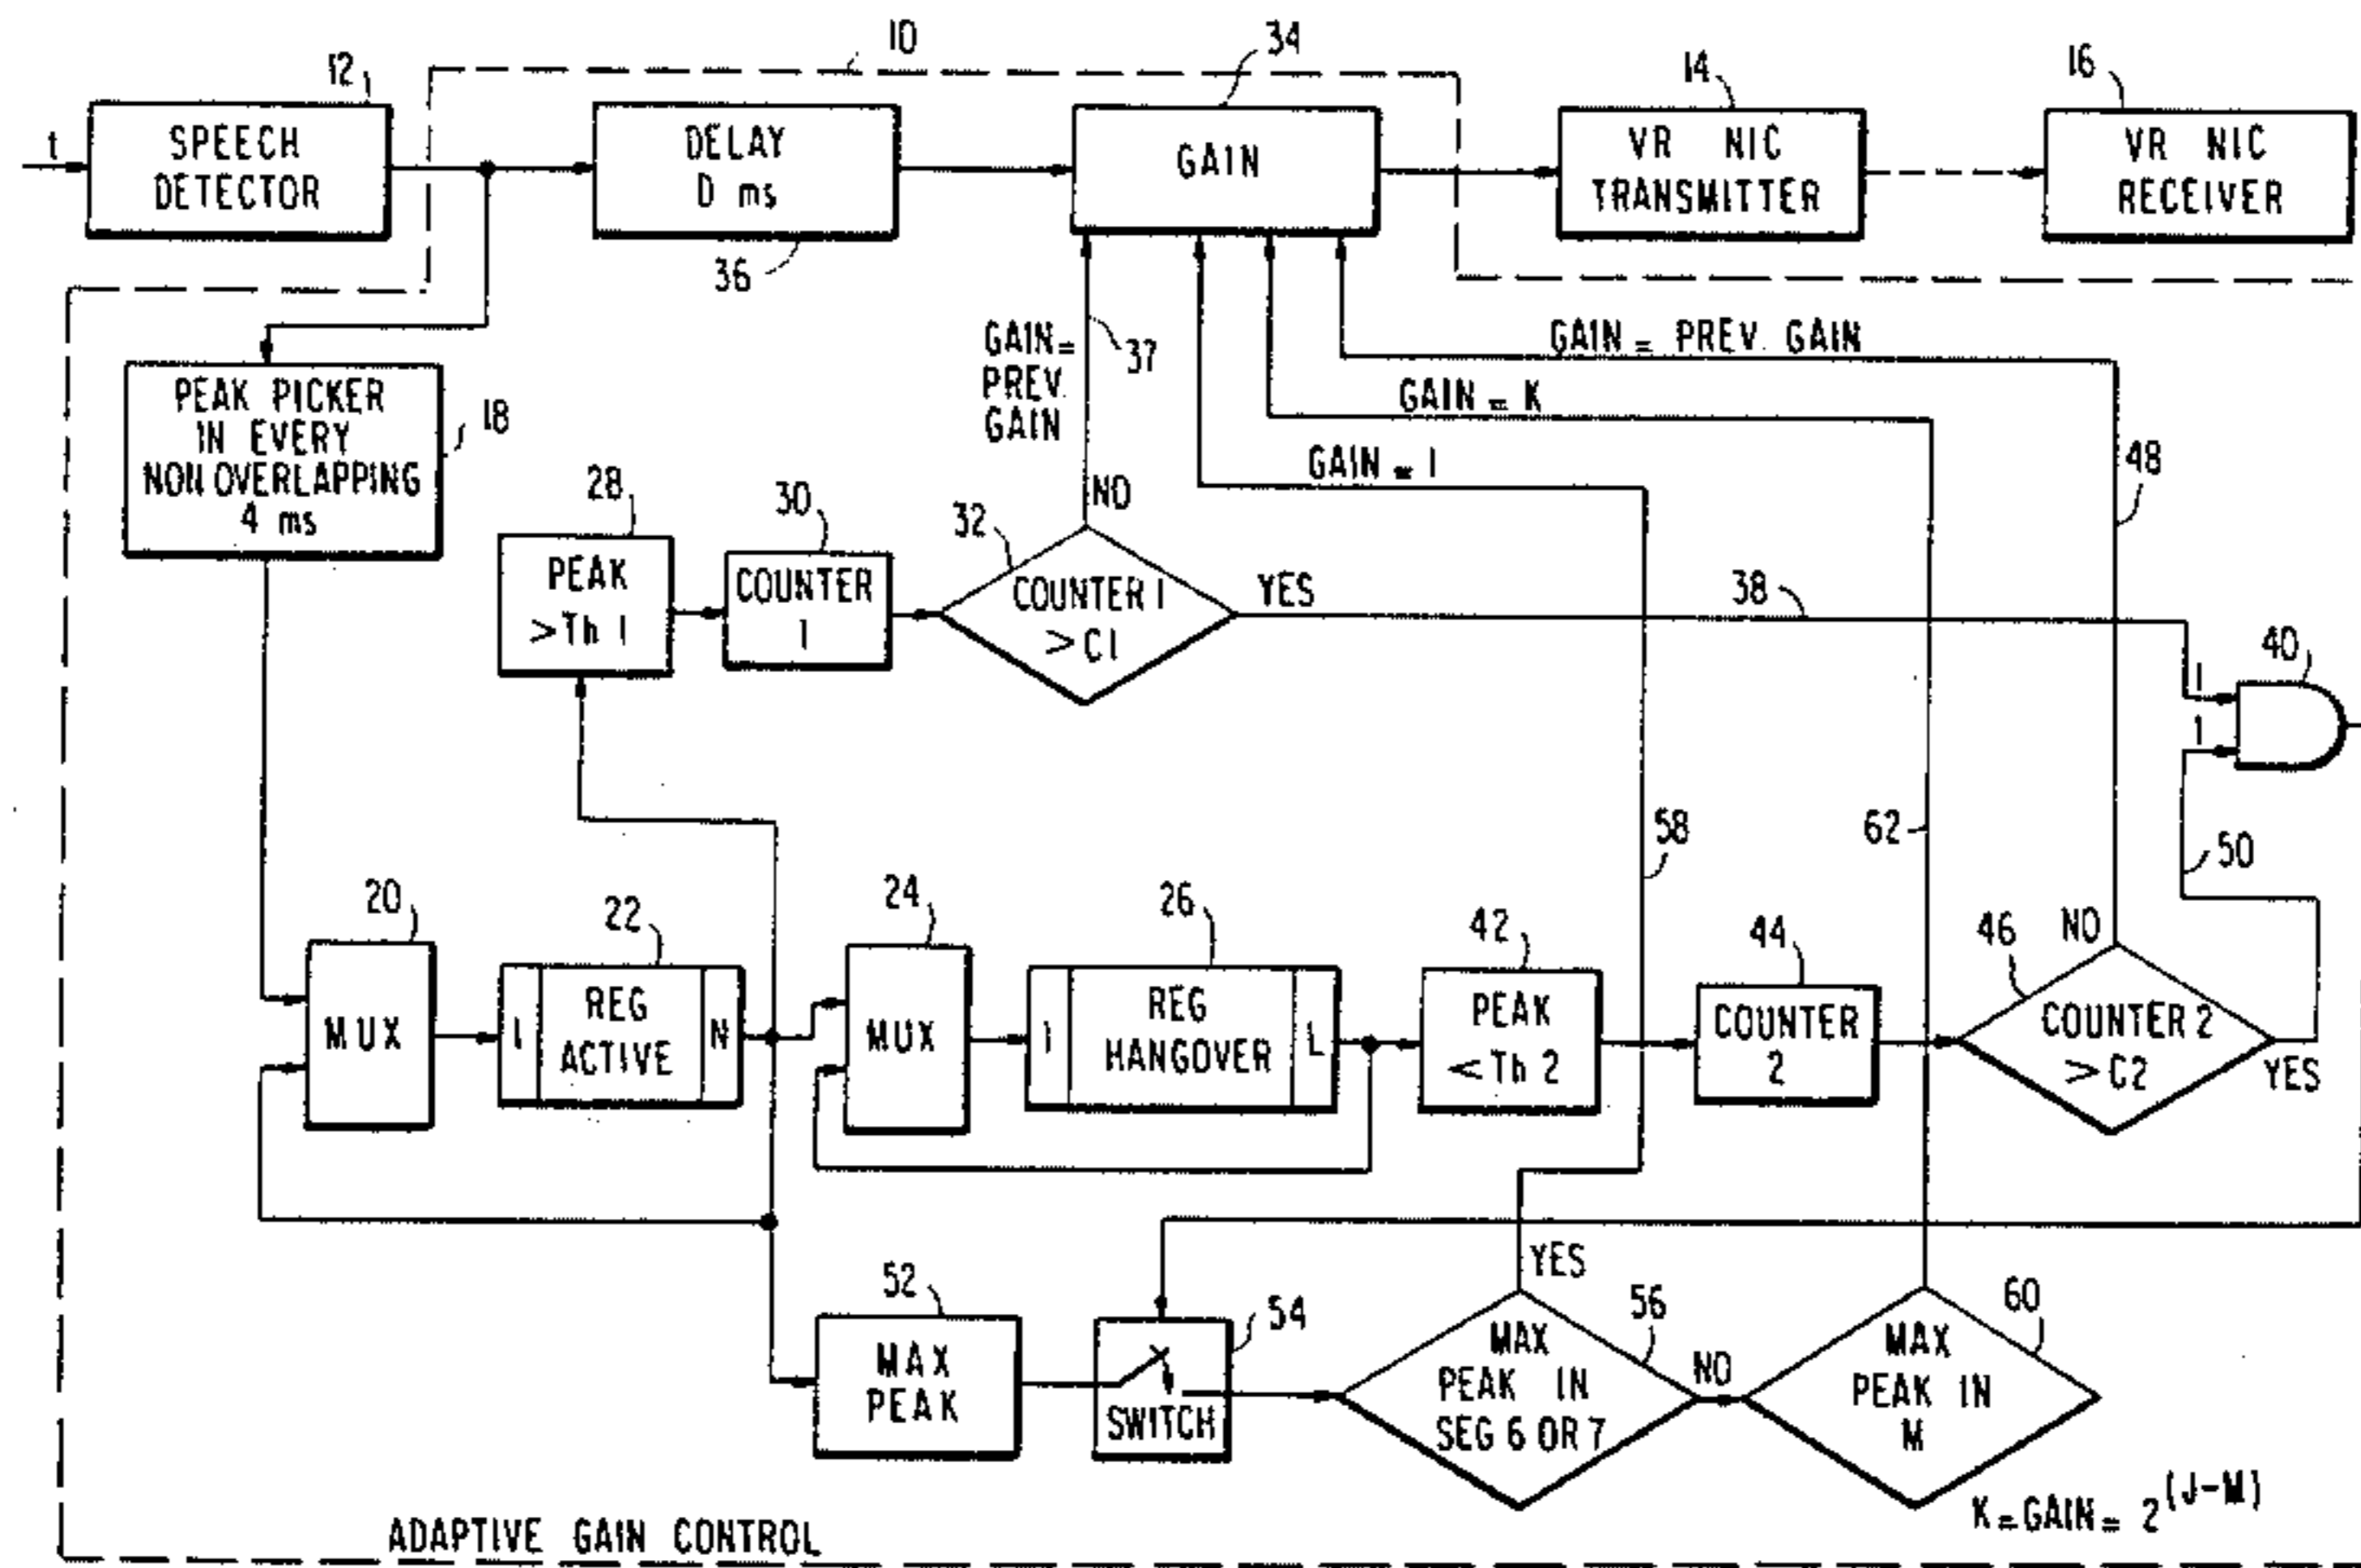 10
34
12
14
16
t
SPEECH
DETECTOR
DELAY
D ms
GAIN
VR NIC
TRANSMITTER
VR NIC
RECEIVER
36
GAIN =
PREV.
GAIN
37
GAIN = PREV. GAIN
GAIN = K
GAIN = 1
PEAK PICKER
IN EVERY
NON OVERLAPPING
4 ms
18
48
28
30
32
NO
PEAK
> Th 1
COUNTER
1
COUNTER 1
> C1
YES
38
40
1
1
58
62
50
20
22
24
26
42
44
46
NO
MUX
1
REG
ACTIVE
N
MUX
1
REG
HANGOVER
L
PEAK
< Th 2
COUNTER
2
COUNTER 2
> C2
YES
52
54
YES
56
60
MAX
PEAK
SWITCH
MAX
PEAK IN
SEG 6 OR 7
NO
MAX
PEAK IN
M
K = GAIN = 2(J-M)
ADAPTIVE GAIN CONTROL